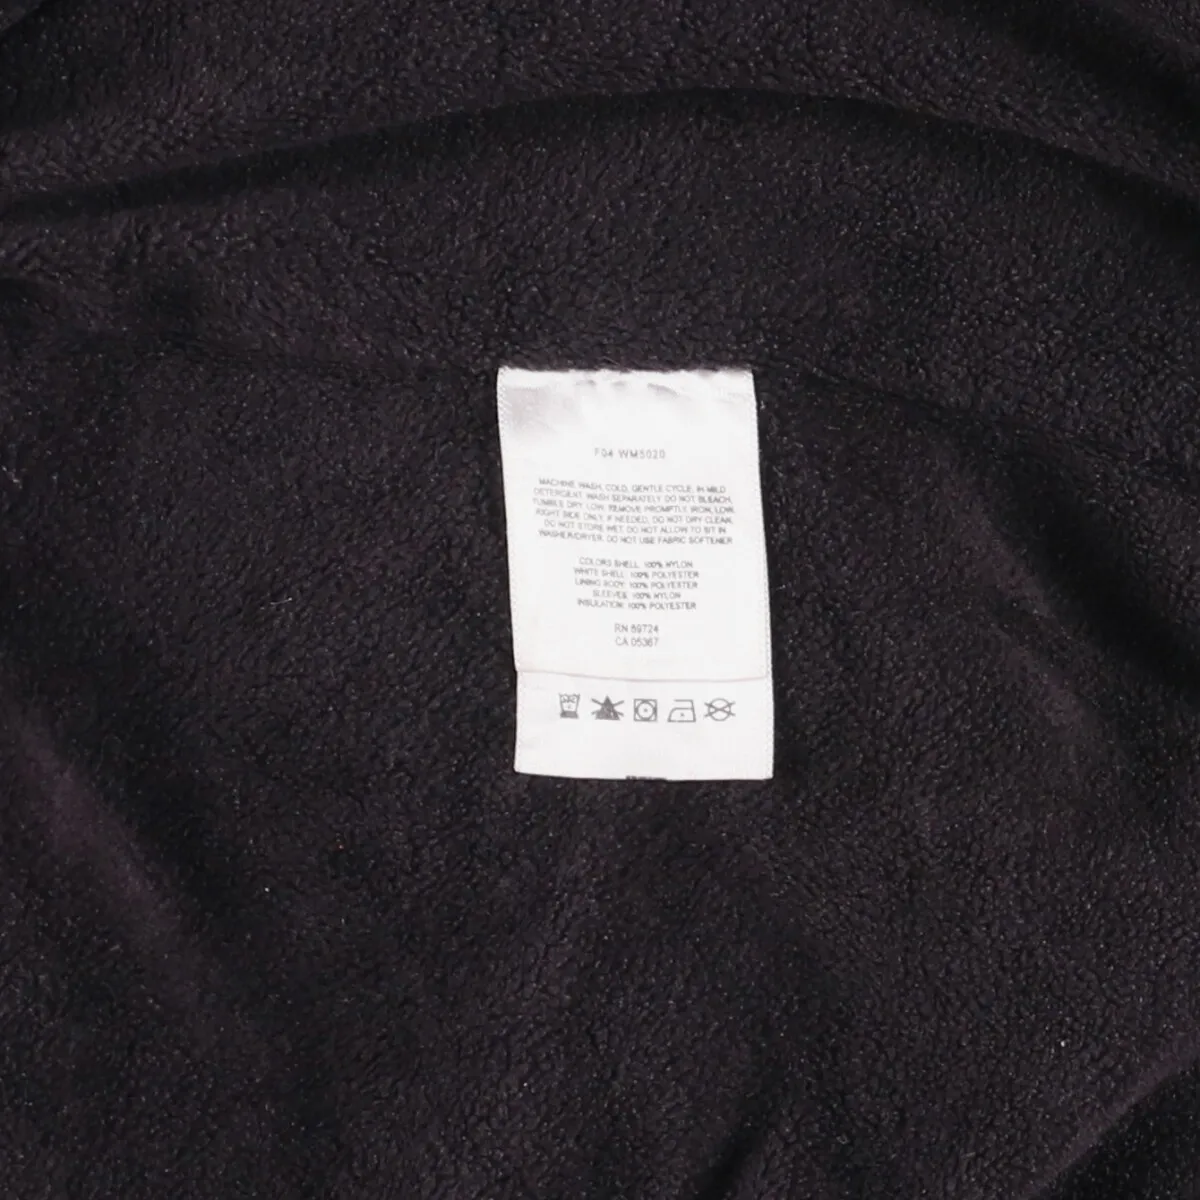 F04 WM5020
MACHINE WASH, COLD, GENTLE CYCLE, IN MILD
DETERGENT. WASH SEPARATELY. DO NOT BLEACH,
TUMBLE DRY, LOW. REMOVE PROMPTLY. IRON, LOW,
RIGHT SIDE ONLY, IF NEEDED. DO NOT DRY CLEAN.
DO NOT STORE WET. DO NOT ALLOW TO SIT IN
WASHER/DRYER. DO NOT USE FABRIC SOFTENER
COLORS SHELL: 100% NYLON
WHITE SHELL: 100% POLYESTER
LINING BODY: 100% POLYESTER
SLEEVES: 100% NYLON
INSULATION: 100% POLYESTER
RN 89724
CA 05367